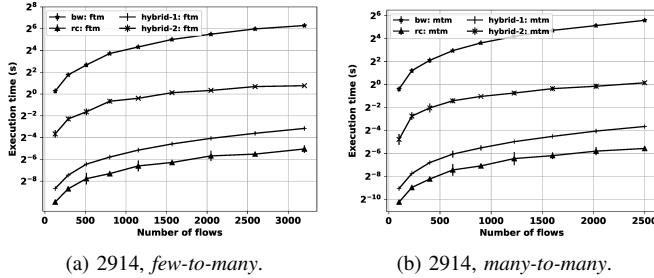 bw: ftm
rc: ftm
hybrid-1: ftm
hybrid-2: ftm
Execution time (s)
2^8
2^6
2^4
2^2
2^0
2^−2
2^−4
2^−6
2^−8
0 500 1000 1500 2000 2500 3000
Number of flows
(a) 2914, few-to-many.
bw: mtm
rc: mtm
hybrid-1: mtm
hybrid-2: mtm
Execution time (s)
2^6
2^4
2^2
2^0
2^−2
2^−4
2^−6
2^−8
2^−10
0 500 1000 1500 2000 2500
Number of flows
(b) 2914, many-to-many.